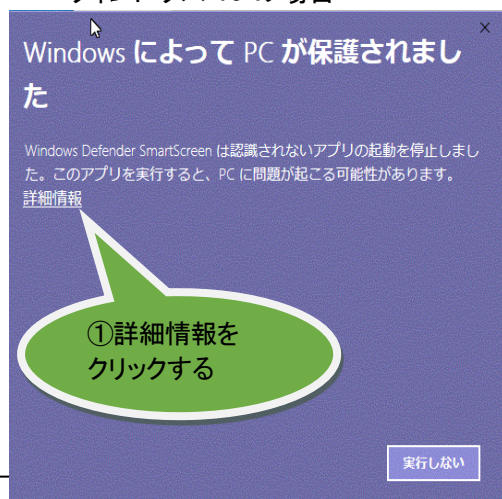 Windows によって PC が保護されまし
た
Windows Defender SmartScreen は認識されないアプリの起動を停止しまし
た。このアプリを実行すると、PC に問題が起こる可能性があります。
詳細情報
①詳細情報を
クリックする
実行しない